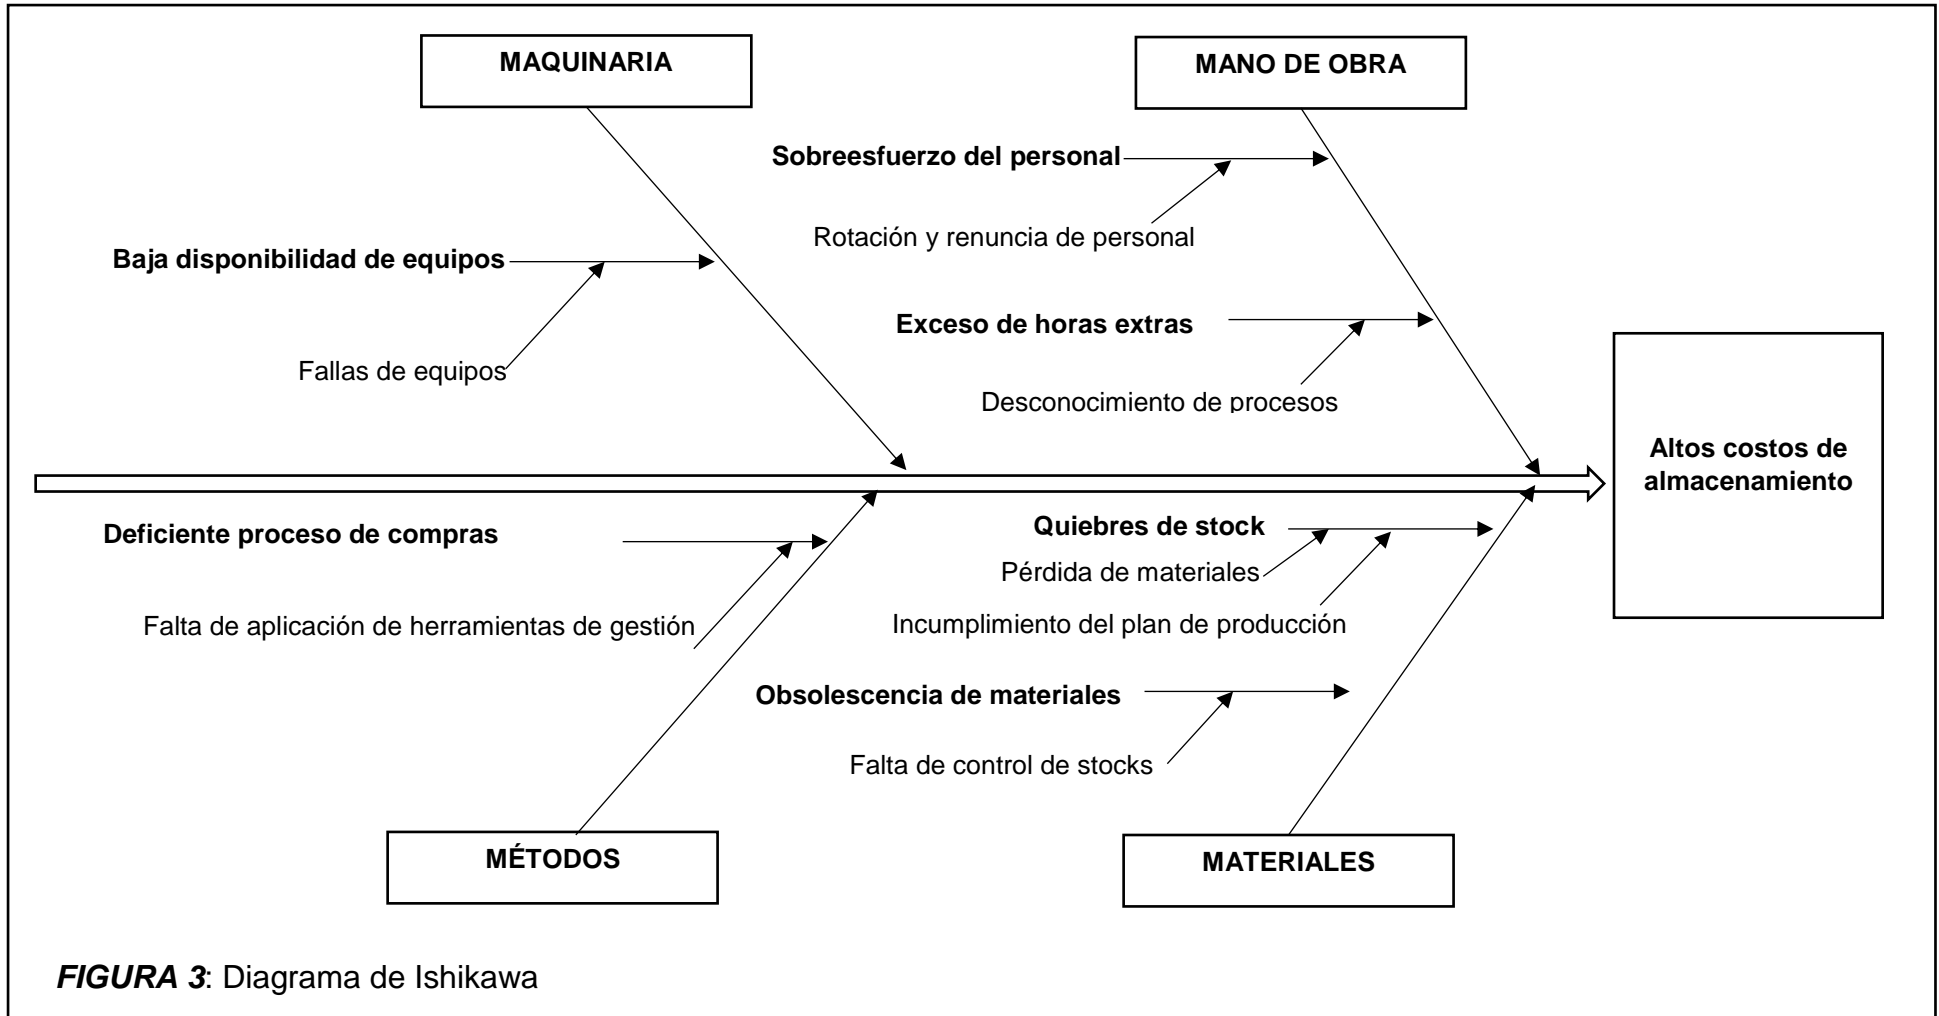 MAQUINARIA
MANO DE OBRA
Sobreesfuerzo del personal
Rotación y renuncia de personal
Baja disponibilidad de equipos
Exceso de horas extras
Fallas de equipos
Desconocimiento de procesos
Altos costos de
almacenamiento
Deficiente proceso de compras
Quiebres de stock
Pérdida de materiales
Falta de aplicación de herramientas de gestión
Incumplimiento del plan de producción
Obsolescencia de materiales
Falta de control de stocks
MÉTODOS
MATERIALES
FIGURA 3: Diagrama de Ishikawa